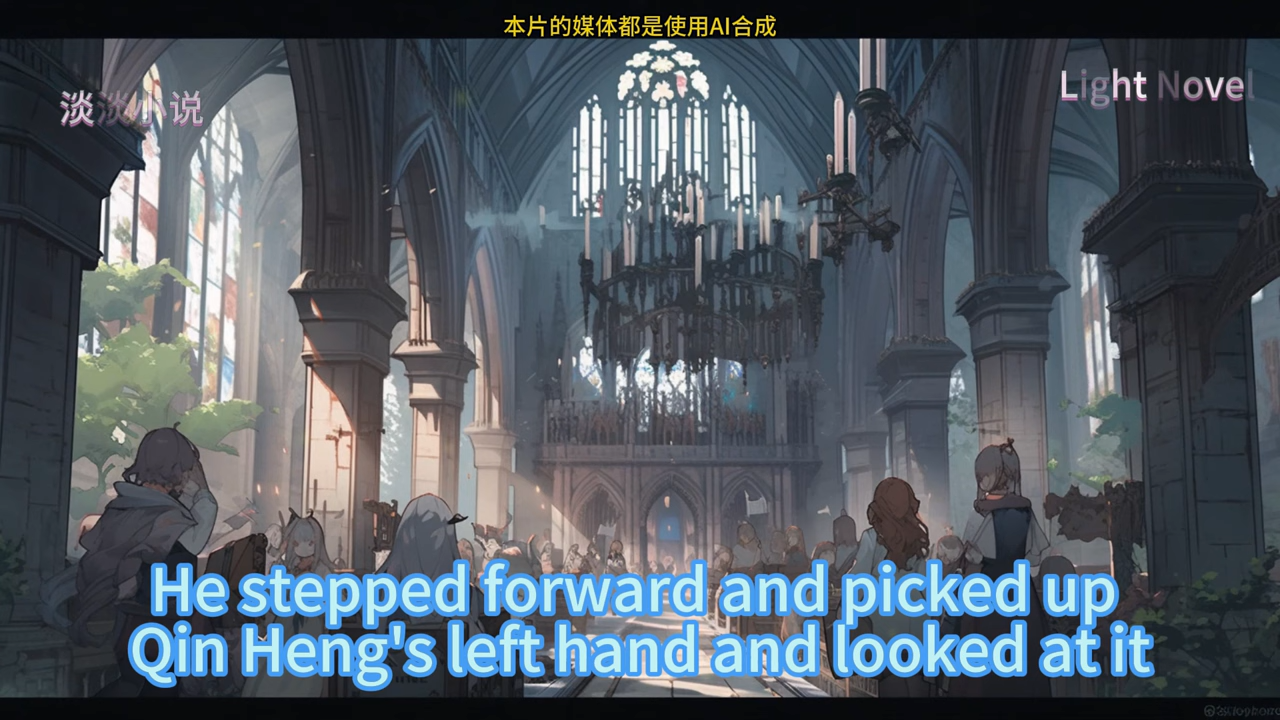 本片的媒体都是使用AI合成
淡淡小说
Light Novel
He stepped forward and picked up
Qin Heng's left hand and looked at it